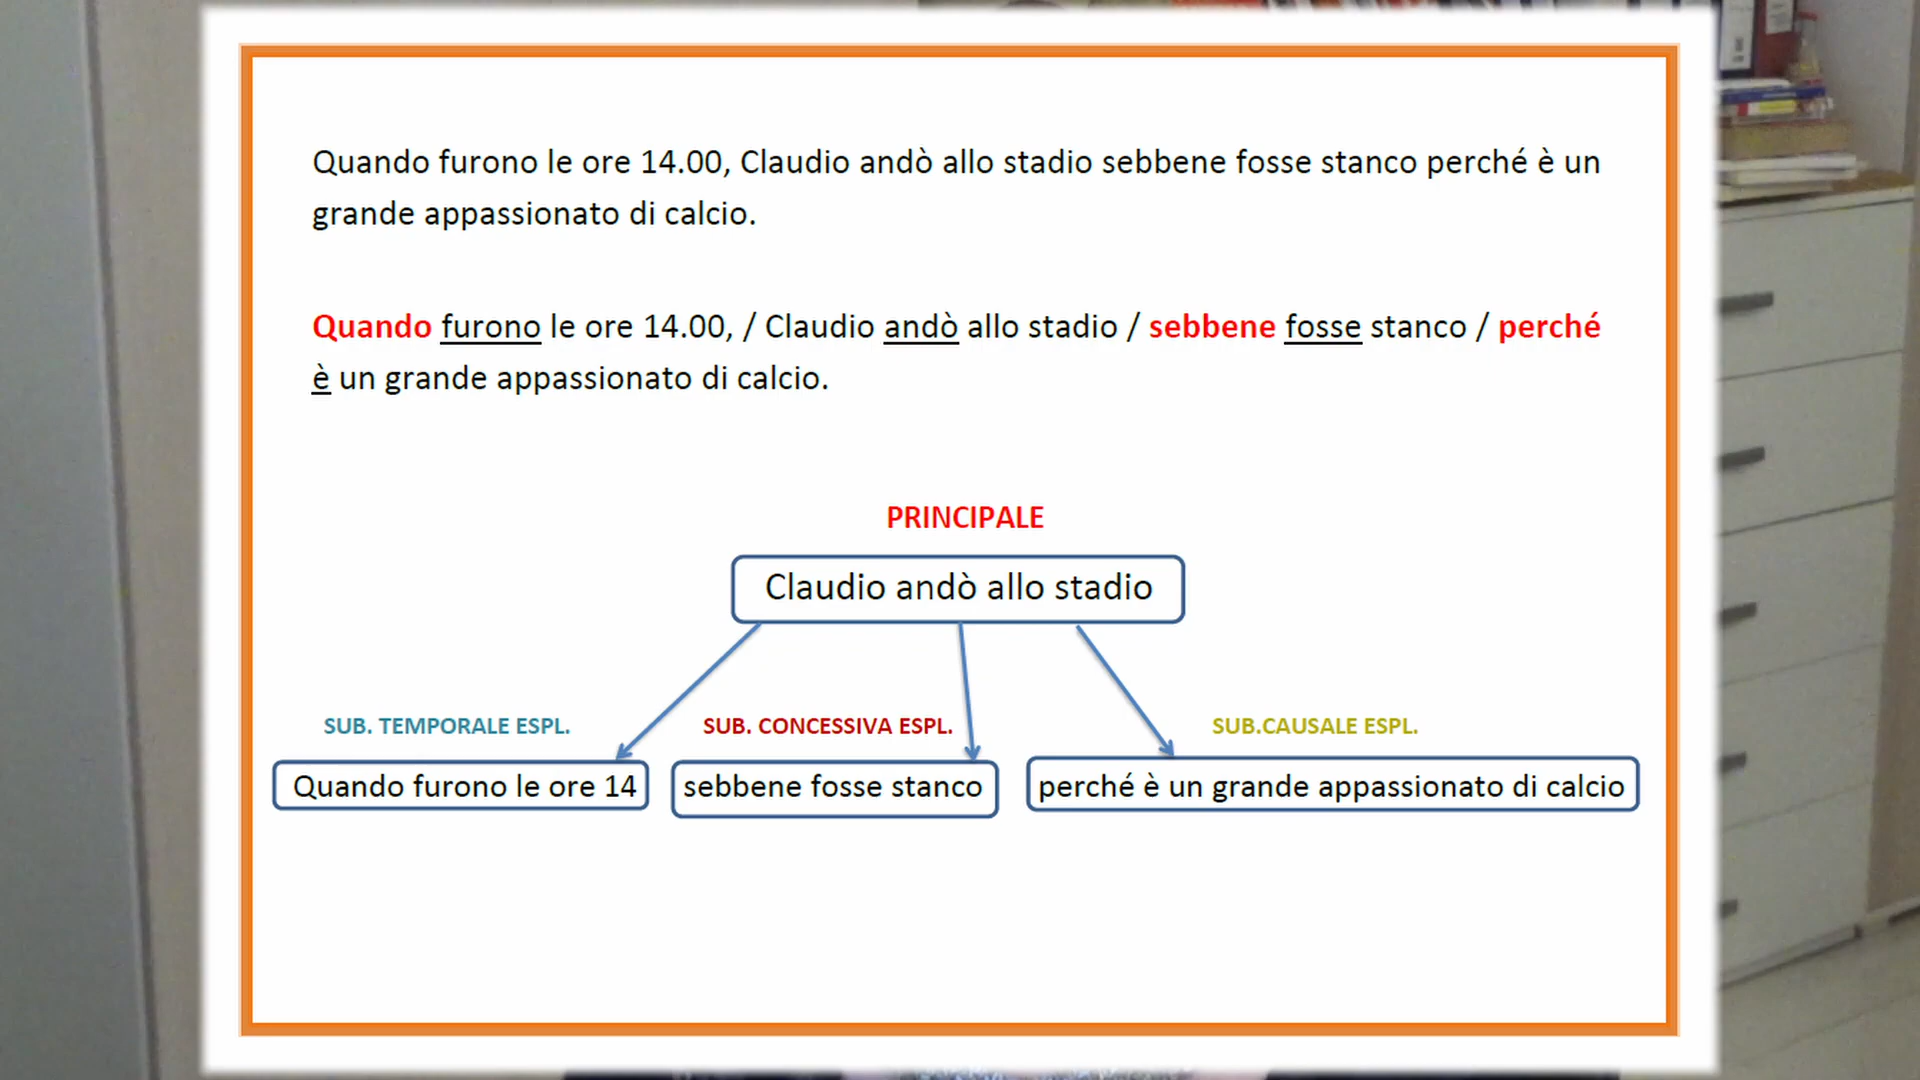 Quando furono le ore 14.00, Claudio andò allo stadio sebbene fosse stanco perché è un
grande appassionato di calcio.
Quando furono le ore 14.00, / Claudio andò allo stadio / sebbene fosse stanco / perché
è un grande appassionato di calcio.
PRINCIPALE
Claudio andò allo stadio
SUB. TEMPORALE ESPL.
SUB. CONCESSIVA ESPL.
SUB.CAUSALE ESPL.
Quando furono le ore 14
sebbene fosse stanco
perché è un grande appassionato di calcio